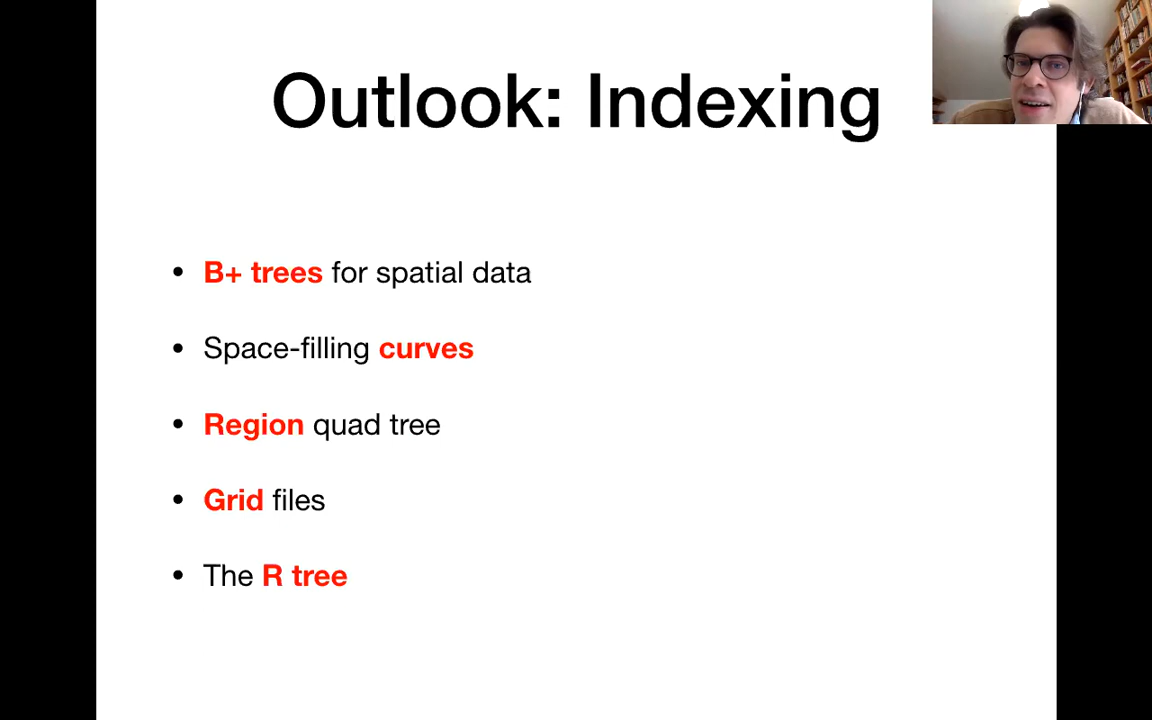 Outlook: Indexing
• B+ trees for spatial data
• Space-filling curves
• Region quad tree
• Grid files
• The R tree